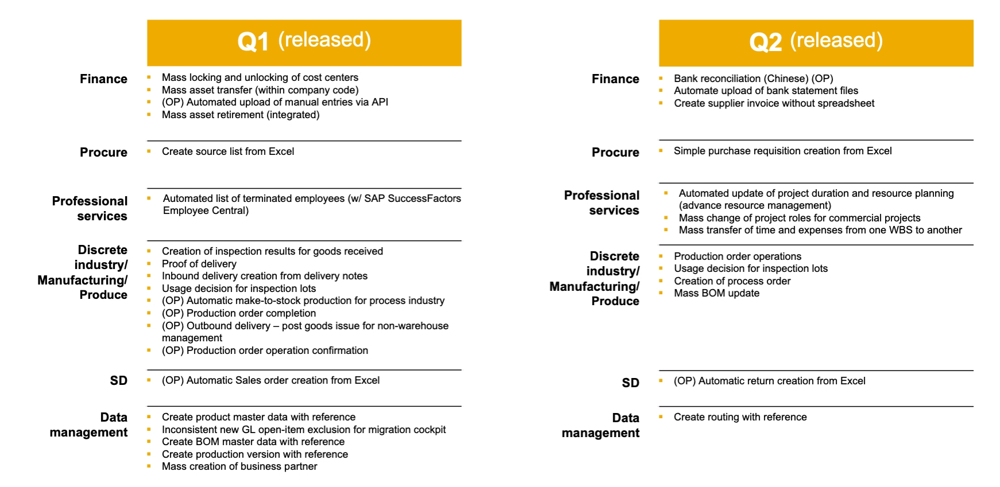 Q1 (released)
Finance
Mass locking and unlocking of cost centers
Mass asset transfer (within company code)
(OP) Automated upload of manual entries via API
Mass asset retirement (integrated)
Procure
Create source list from Excel
Professional
services
Automated list of terminated employees (w/ SAP SuccessFactors
Employee Central)
Discrete
industry/
Manufacturing/
Produce
Creation of inspection results for goods received
Proof of delivery
Inbound delivery creation from delivery notes
Usage decision for inspection lots
(OP) Automatic make-to-stock production for process industry
(OP) Production order completion
(OP) Outbound delivery – post goods issue for non-warehouse
management
(OP) Production order operation confirmation
SD
(OP) Automatic Sales order creation from Excel
Data
management
Create product master data with reference
Inconsistent new GL open-item exclusion for migration cockpit
Create BOM master data with reference
Create production version with reference
Mass creation of business partner
Q2 (released)
Finance
Bank reconciliation (Chinese) (OP)
Automate upload of bank statement files
Create supplier invoice without spreadsheet
Procure
Simple purchase requisition creation from Excel
Professional
services
Automated update of project duration and resource planning
(advance resource management)
Mass change of project roles for commercial projects
Mass transfer of time and expenses from one WBS to another
Discrete
industry/
Manufacturing/
Produce
Production order operations
Usage decision for inspection lots
Creation of process order
Mass BOM update
SD
(OP) Automatic return creation from Excel
Data
management
Create routing with reference